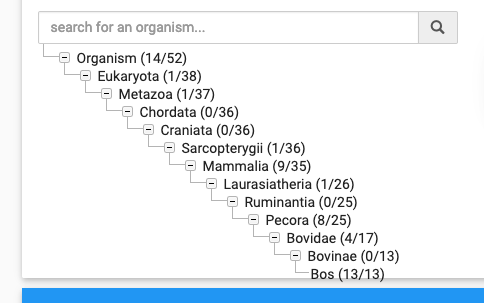 search for an organism...
Organism (14/52)
Eukaryota (1/38)
Metazoa (1/37)
Chordata (0/36)
Craniata (0/36)
Sarcopterygii (1/36)
Mammalia (9/35)
Laurasiatheria (1/26)
Ruminantia (0/25)
Pecora (8/25)
Bovidae (4/17)
Bovinae (0/13)
Bos (13/13)